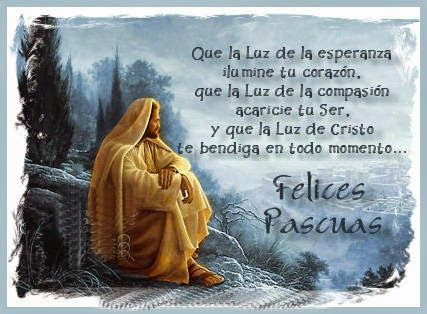 Que la Luz de la esperanza
ilumine tu corazón,
que la Luz de la compasión
acaricie tu Ser,
y que la Luz de Cristo
te bendiga en todo momento...
Felices
Pascuas